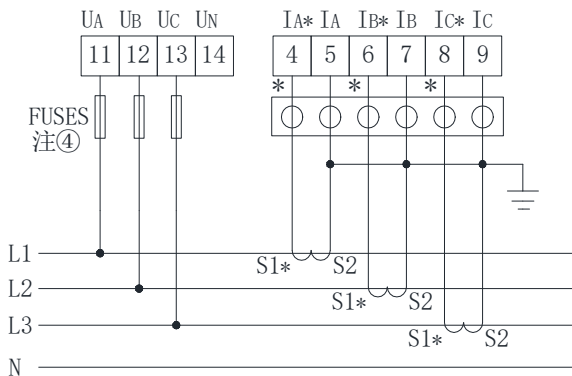 UA UB UC UN IA* IA IB* IB IC* IC
11 12 13 14 4 5 6 7 8 9
* * *
FUSES
注④
L1 S1* S2
L2 S1* S2
L3 S1* S2
N